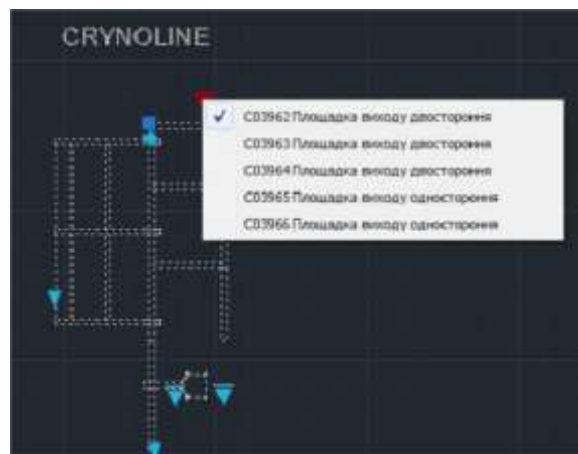 CRYNOLINE
C03962 Площадка виходу двостороння
C03963 Площадка виходу двостороння
C03964 Площадка виходу двостороння
C03965 Площадка виходу одностороння
C03966 Площадка виходу одностороння